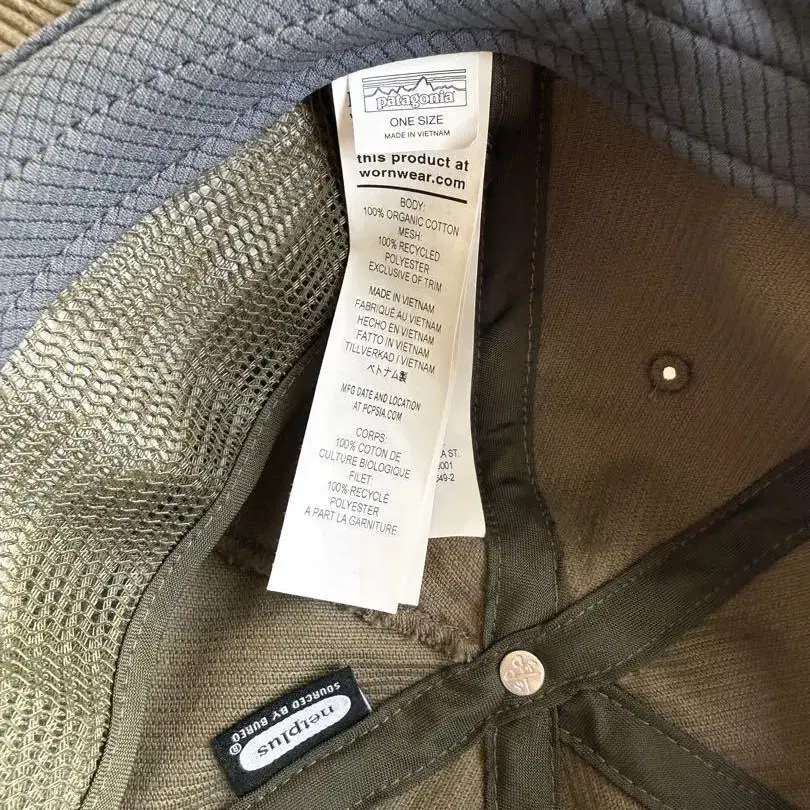 patagonia
ONE SIZE
MADE IN VIETNAM
this product at
wornwear.com
BODY:
100% ORGANIC COTTON
MESH:
100% RECYCLED
POLYESTER
EXCLUSIVE OF TRIM
MADE IN VIETNAM
FABRIQUÉ AU VIETNAM
HECHO EN VIETNAM
FATTO IN VIETNAM
TILLVERKAD I VIETNAM
ベトナム製
MFG DATE AND LOCATION
AT PCPSIA.COM
CORPS:
100% COTON DE
CULTURE BIOLOGIQUE
FILET:
100% RECYCLÉ
POLYESTER
A PART LA GARNITURE
A ST.
netplus
SOURCED BY BUREO®